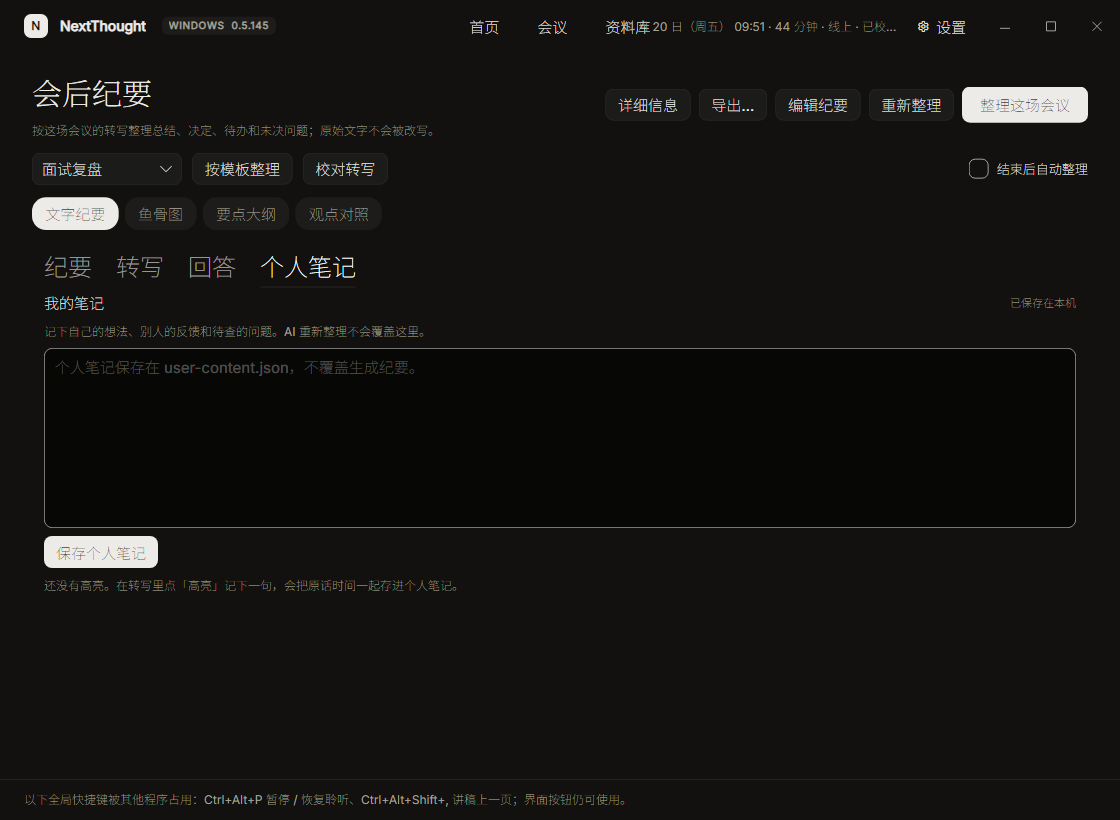 N NextThought WINDOWS 0.5.145 首页 会议 资料库 20 日（周五） 09:51 · 44 分钟 · 线上 · 已校... 设置
会后纪要
详细信息 导出... 编辑纪要 重新整理 整理这场会议
按这场会议的转写整理总结、决定、待办和未决问题；原始文字不会被改写。
面试复盘 按模板整理 校对转写 结束后自动整理
文字纪要 鱼骨图 要点大纲 观点对照
纪要 转写 回答 个人笔记
我的笔记 已保存在本机
记下自己的想法、别人的反馈和待查的问题。AI 重新整理不会覆盖这里。
个人笔记保存在 user-content.json，不覆盖生成纪要。
保存个人笔记
还没有高亮。在转写里点「高亮」记下一句，会把原话时间一起存进个人笔记。
以下全局快捷键被其他程序占用：Ctrl+Alt+P 暂停 / 恢复聆听、Ctrl+Alt+Shift+, 讲稿上一页；界面按钮仍可使用。